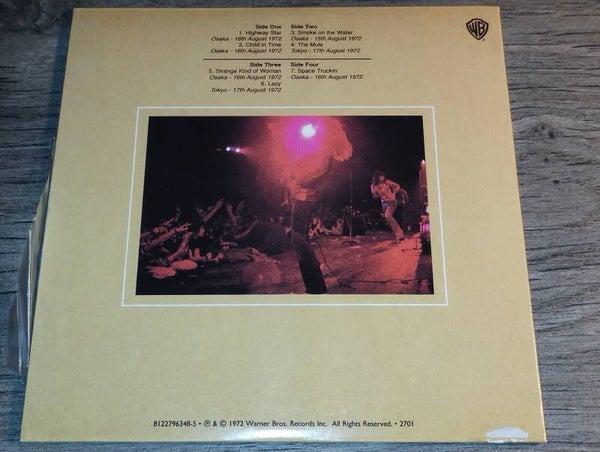 Side One
1. Highway Star
Osaka - 16th August 1972
2. Child in Time
Osaka - 16th August 1972
Side Two
3. Smoke on the Water
Osaka - 15th August 1972
4. The Mule
Tokyo - 17th August 1972
Side Three
5. Strange Kind of Woman
Osaka - 16th August 1972
6. Lazy
Tokyo - 17th August 1972
Side Four
7. Space Truckin'
Osaka - 16th August 1972
WB
8122796348-5 • ℗ & © 1972 Warner Bros. Records Inc. All Rights Reserved. • 2701